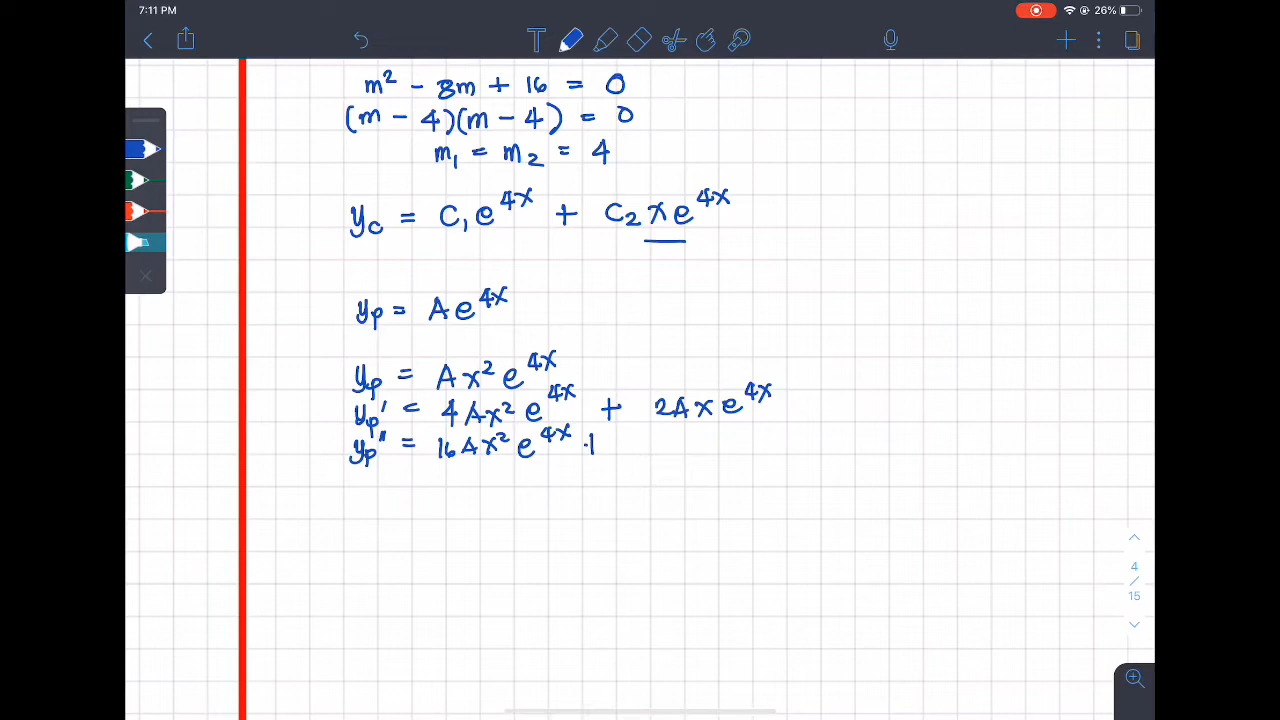 7:11 PM 26%
T
m² - 8m + 16 = 0
(m - 4)(m - 4) = 0
m₁ = m₂ = 4
y_c = C₁e^{4x} + C₂xe^{4x}
y_p = Ae^{4x}
y_p = Ax²e^{4x}
y_p' = 4Ax²e^{4x} + 2Axe^{4x}
y_p'' = 16Ax²e^{4x}
4
/
15